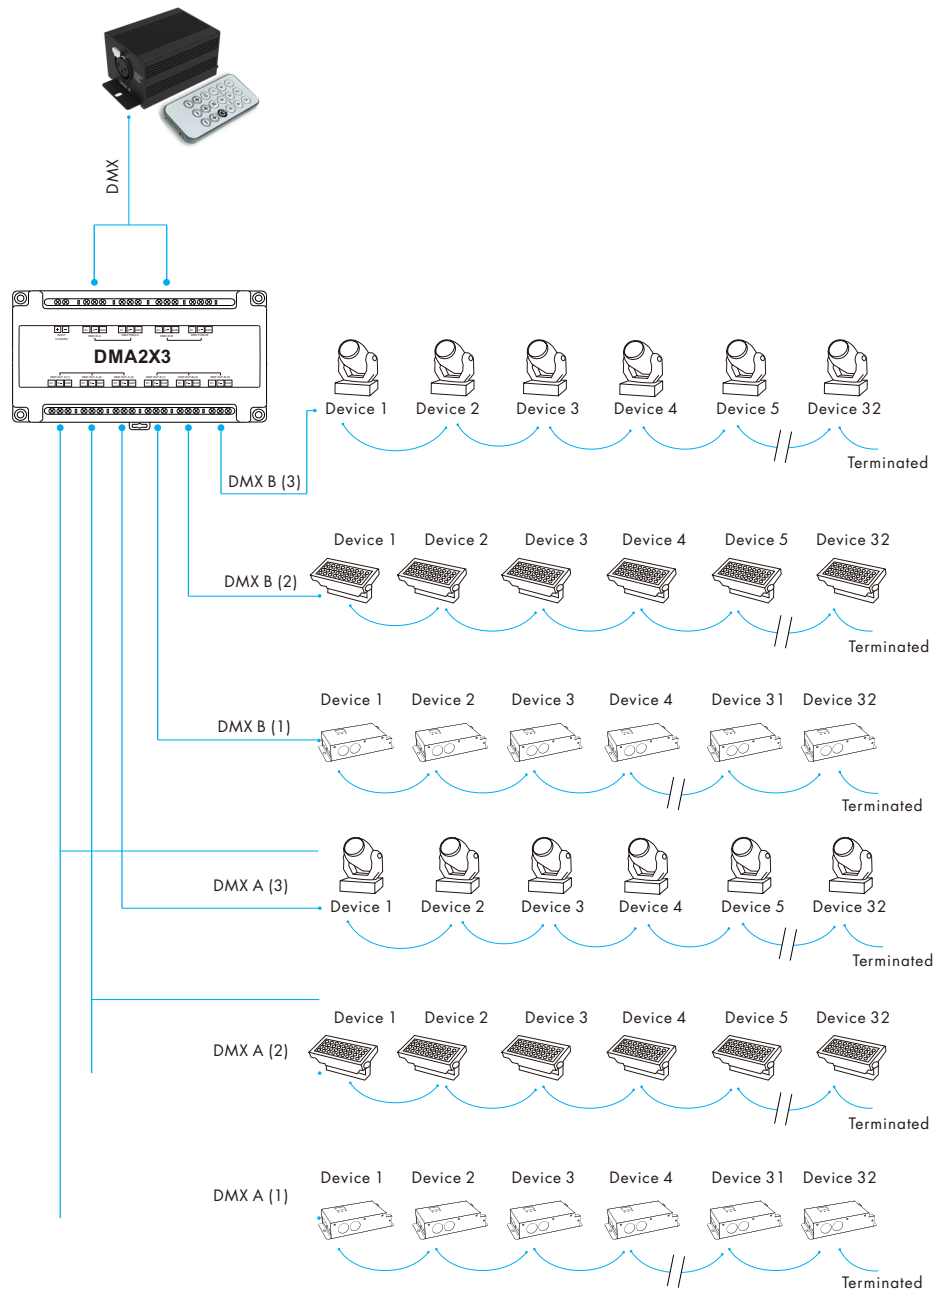 DMX
DMA2X3
Device 1 Device 2 Device 3 Device 4 Device 5 Device 32
Terminated
DMX B (3)
Device 1 Device 2 Device 3 Device 4 Device 5 Device 32
DMX B (2)
Terminated
Device 1 Device 2 Device 3 Device 4 Device 31 Device 32
DMX B (1)
Terminated
DMX A (3)
Device 1 Device 2 Device 3 Device 4 Device 5 Device 32
Terminated
Device 1 Device 2 Device 3 Device 4 Device 5 Device 32
DMX A (2)
Terminated
Device 1 Device 2 Device 3 Device 4 Device 31 Device 32
DMX A (1)
Terminated